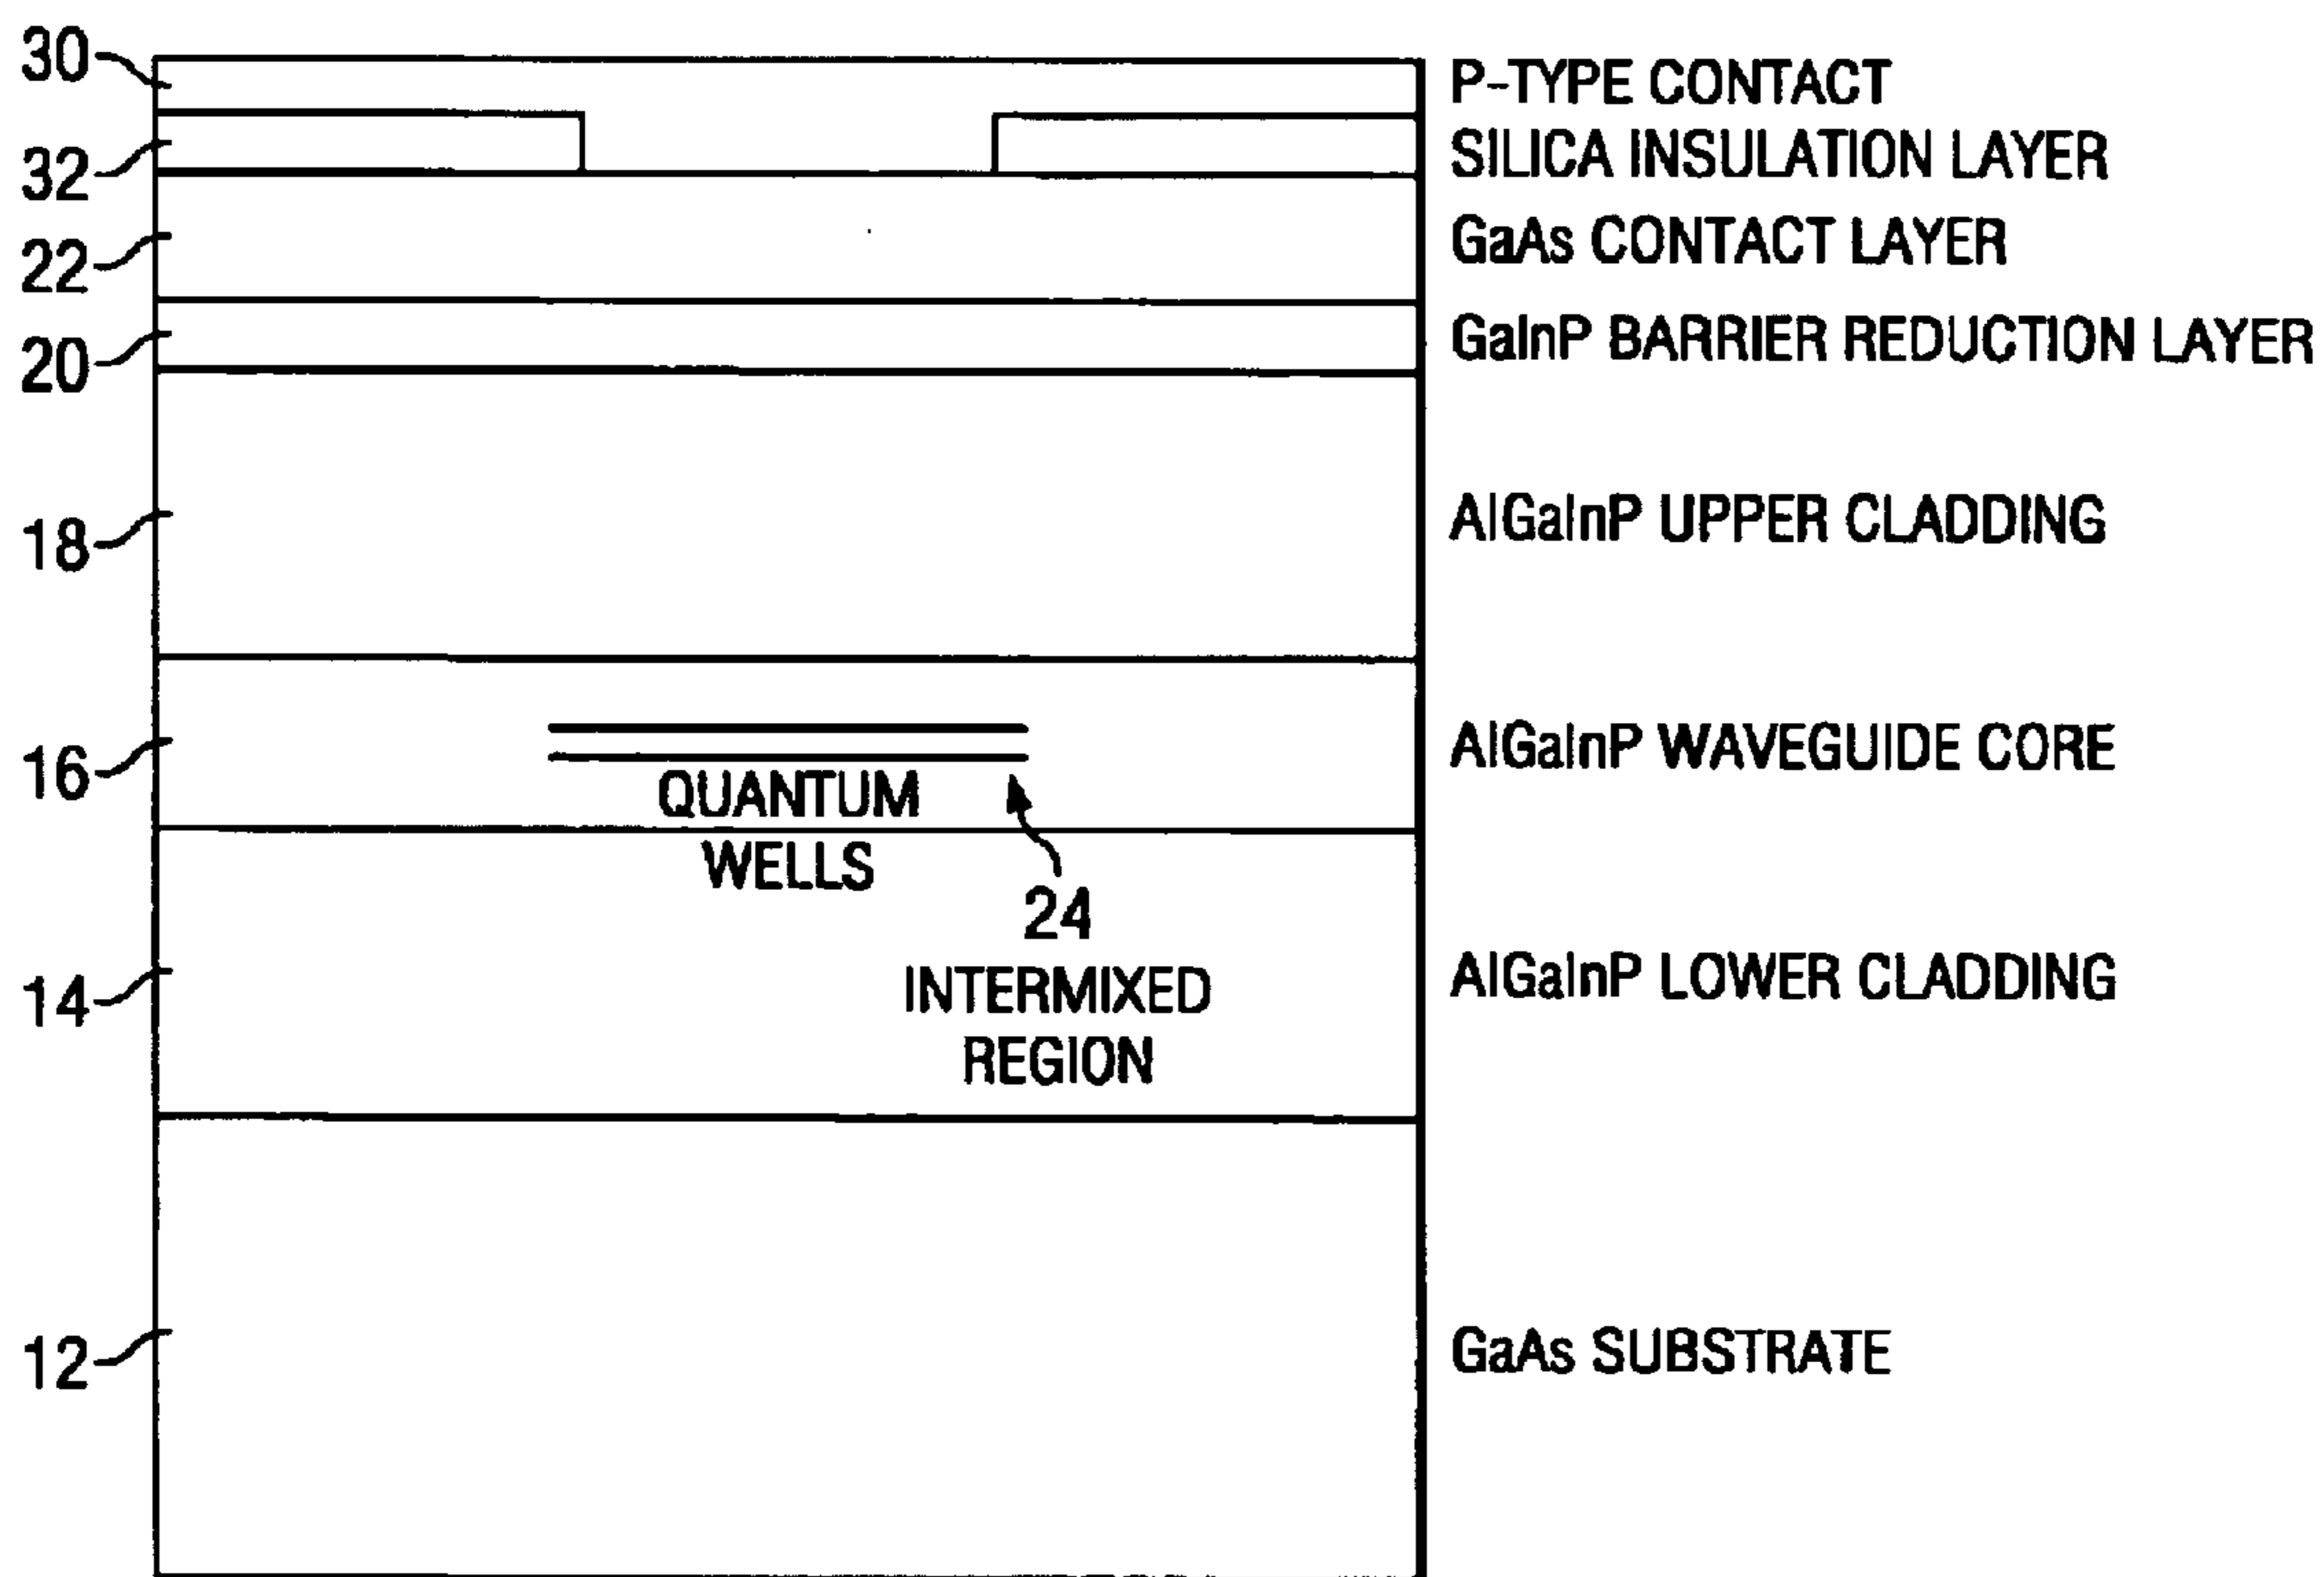 30 P-TYPE CONTACT
32 SILICA INSULATION LAYER
22 GaAs CONTACT LAYER
20 GaInP BARRIER REDUCTION LAYER
18 AlGaInP UPPER CLADDING
16 AlGaInP WAVEGUIDE CORE
QUANTUM
WELLS
24
INTERMIXED
REGION
14 AlGaInP LOWER CLADDING
12 GaAs SUBSTRATE